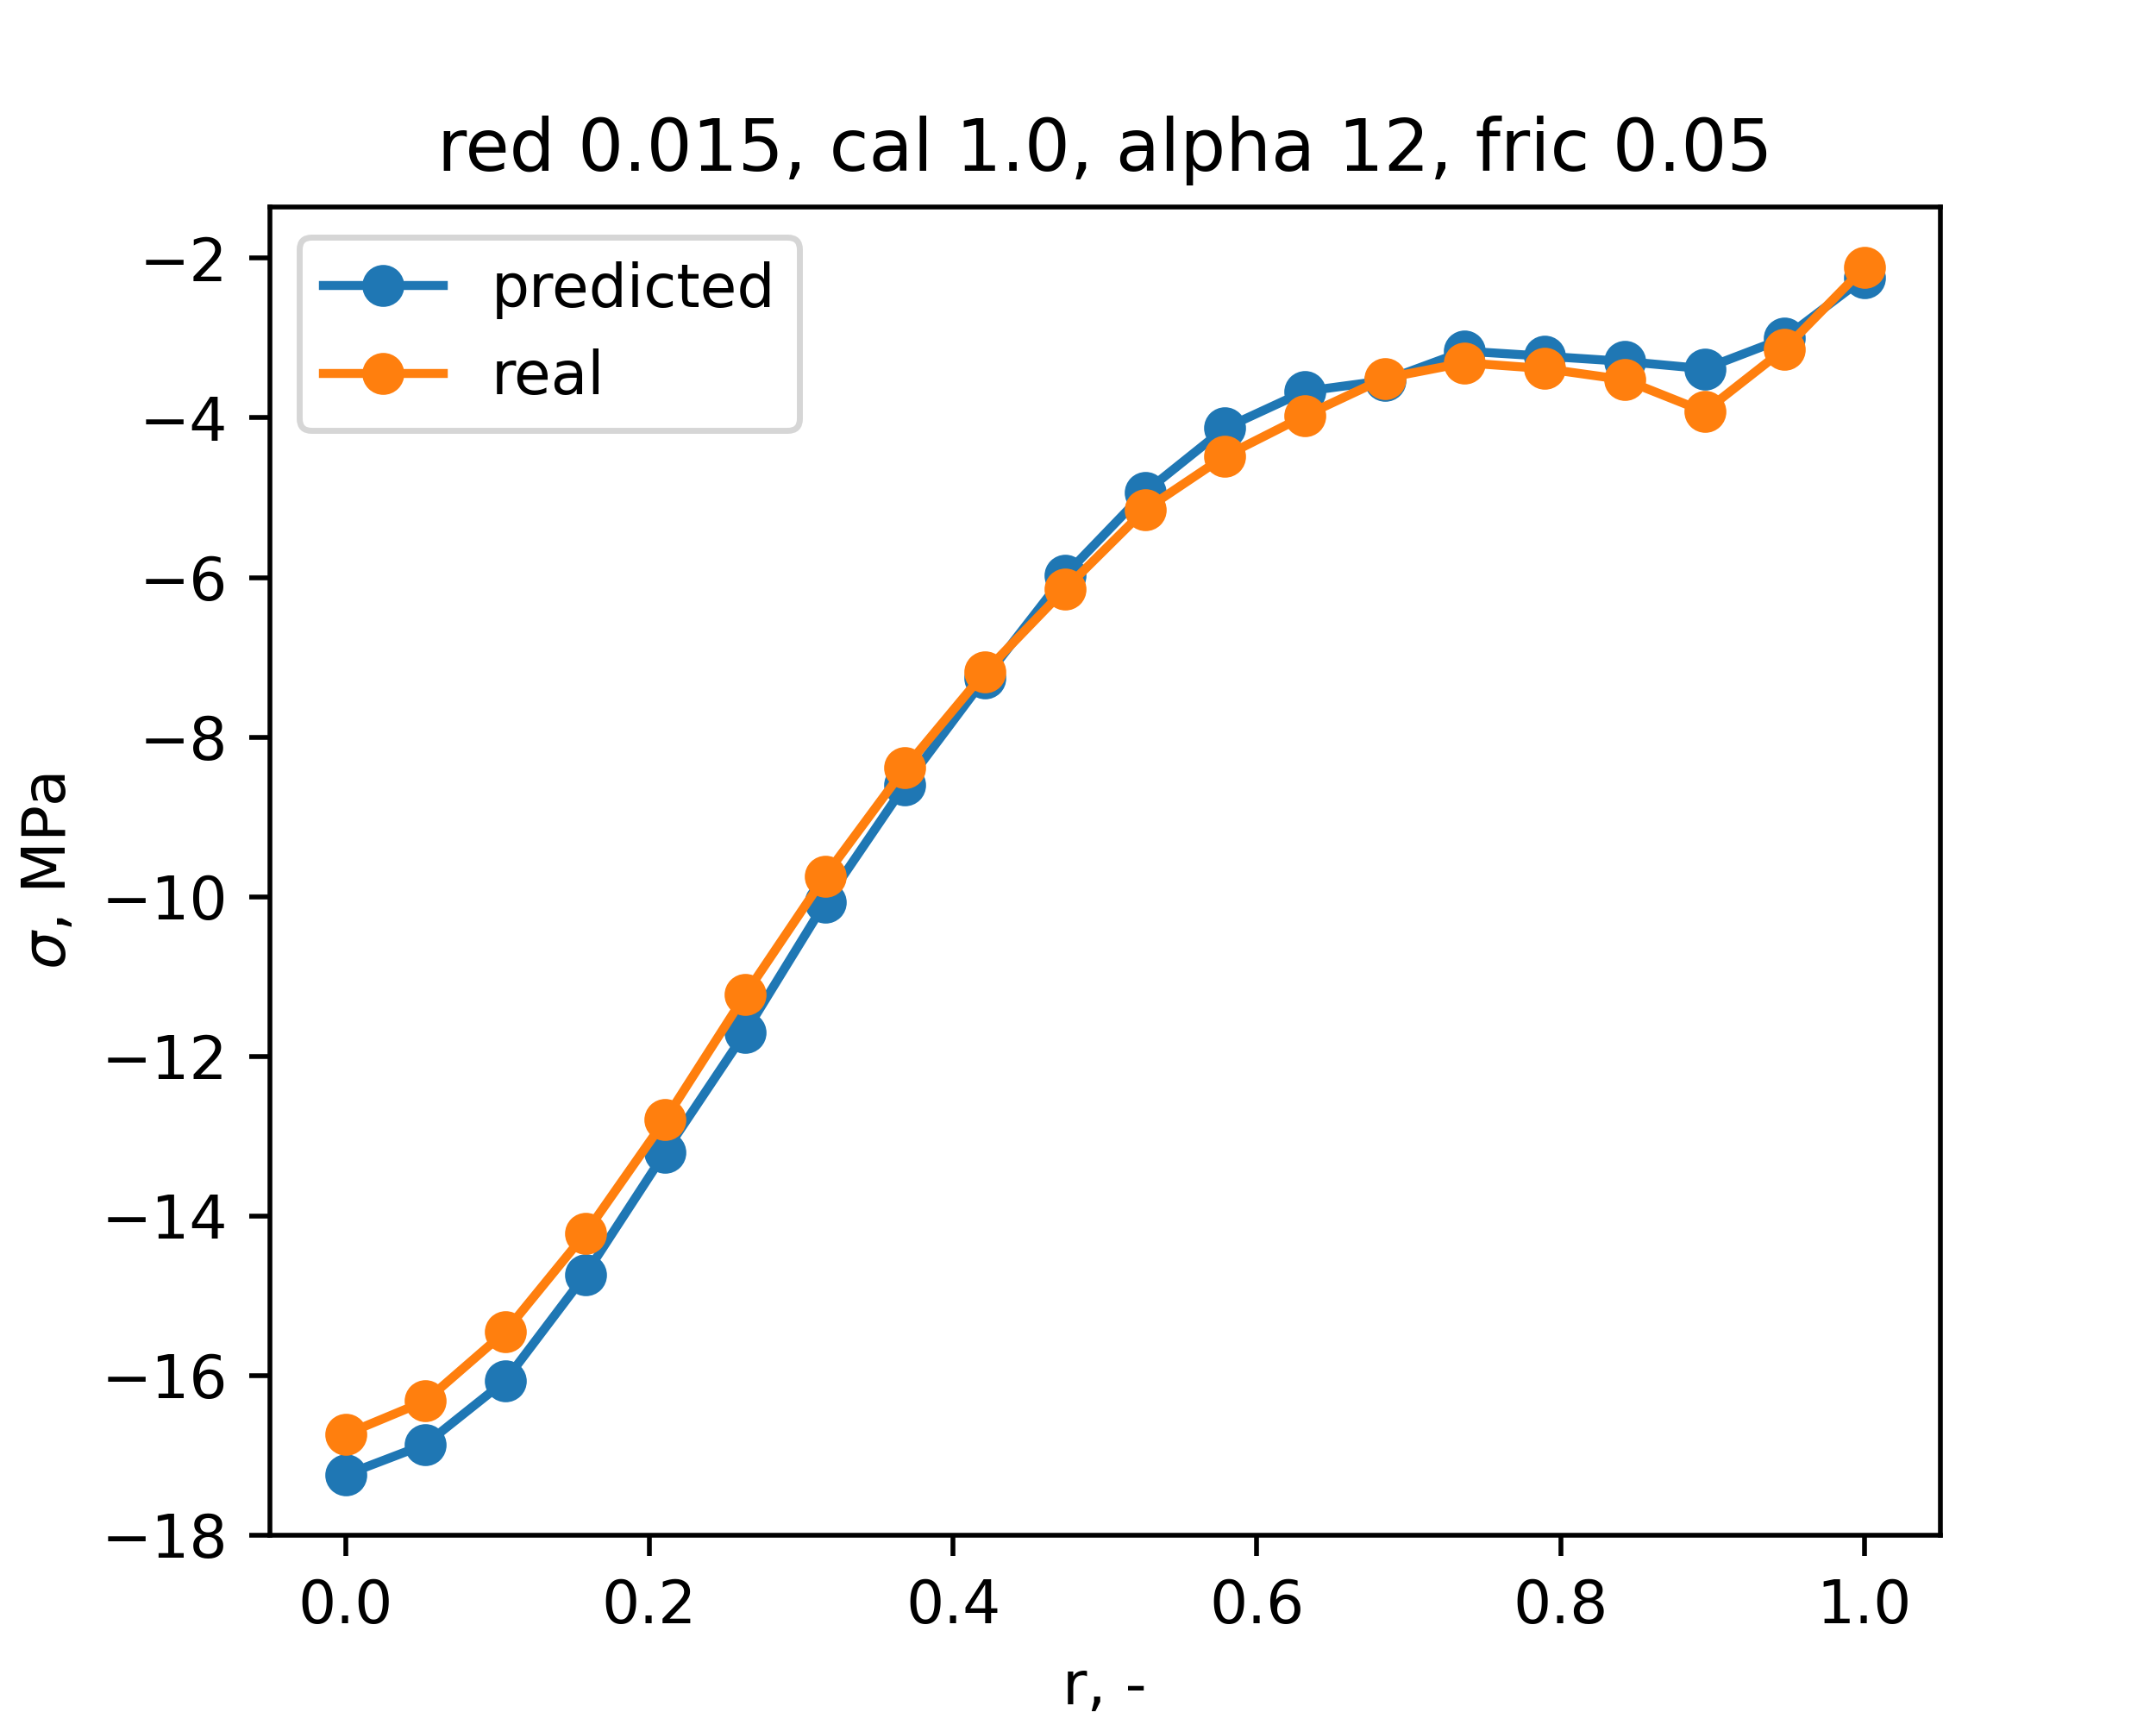 red 0.015, cal 1.0, alpha 12, fric 0.05
predicted
real
−2
−4
−6
−8
−10
−12
−14
−16
−18
σ, MPa
0.0 0.2 0.4 0.6 0.8 1.0
r, -